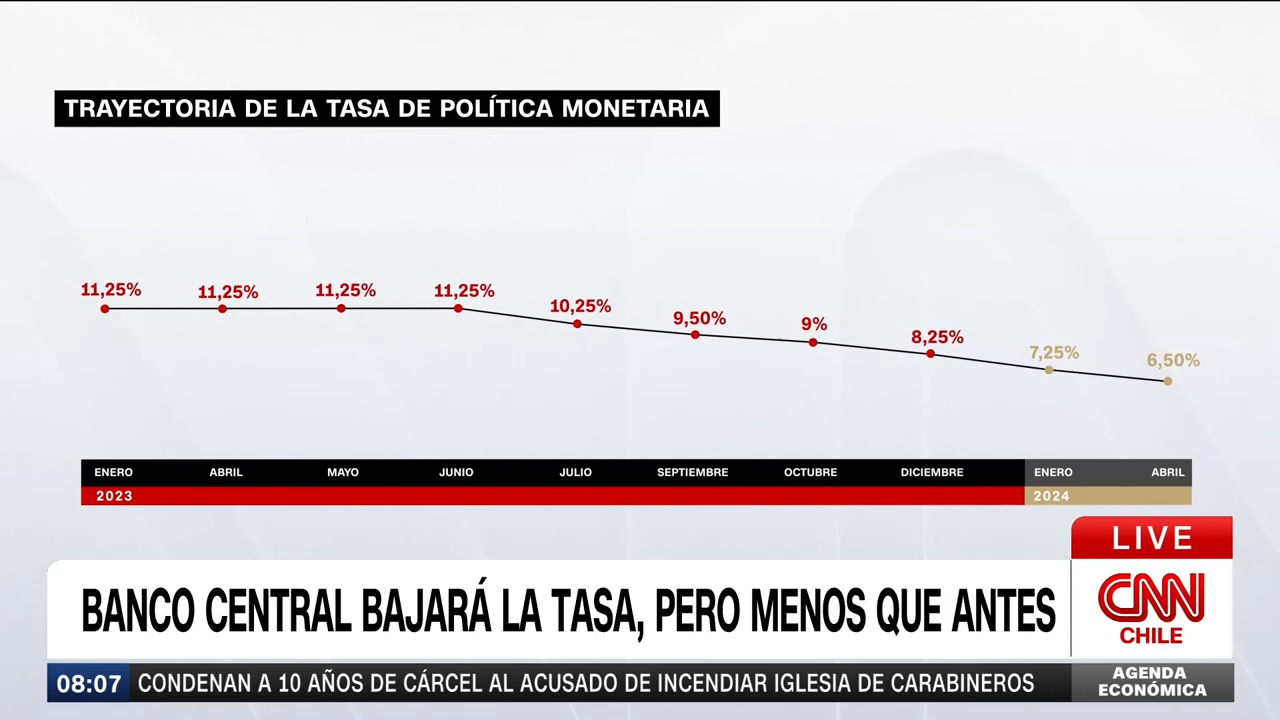 TRAYECTORIA DE LA TASA DE POLÍTICA MONETARIA
11,25% 11,25% 11,25% 11,25% 10,25% 9,50% 9% 8,25% 7,25% 6,50%
ENERO ABRIL MAYO JUNIO JULIO SEPTIEMBRE OCTUBRE DICIEMBRE ENERO ABRIL
2023 2024
LIVE
BANCO CENTRAL BAJARÁ LA TASA, PERO MENOS QUE ANTES
CNN
CHILE
08:07 CONDENAN A 10 AÑOS DE CÁRCEL AL ACUSADO DE INCENDIAR IGLESIA DE CARABINEROS
AGENDA
ECONÓMICA